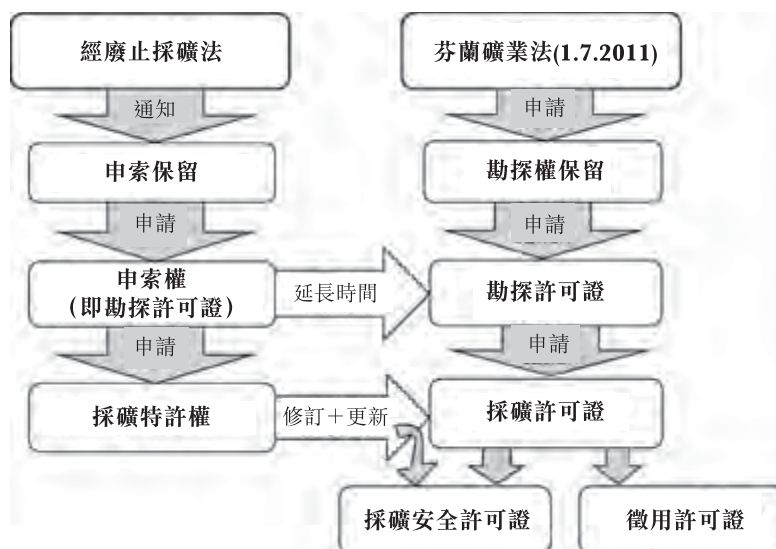 經廢止採礦法
芬蘭礦業法(1.7.2011)
通知
申請
申索保留
勘探權保留
申請
申請
申索權
(即勘探許可證)
延長時間
勘探許可證
申請
申請
採礦特許權
修訂+更新
採礦許可證
採礦安全許可證
徵用許可證